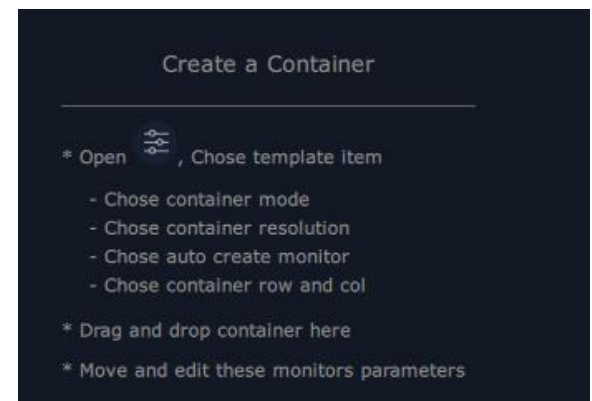 Create a Container
* Open , Chose template item
- Chose container mode
- Chose container resolution
- Chose auto create monitor
- Chose container row and col
* Drag and drop container here
* Move and edit these monitors parameters